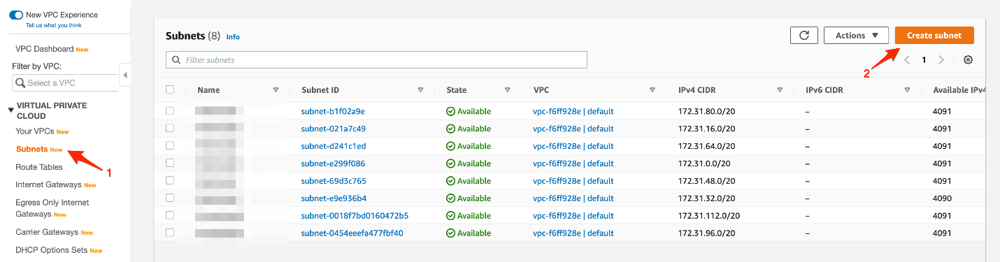 New VPC Experience
Tell us what you think
VPC Dashboard New
Filter by VPC:
Select a VPC
VIRTUAL PRIVATE
CLOUD
Your VPCs New
Subnets New
1
Route Tables
Internet Gateways New
Egress Only Internet
Gateways New
Carrier Gateways New
DHCP Options Sets New
Subnets (8) Info
Actions
Create subnet
Filter subnets
2
1
Name Subnet ID State VPC IPv4 CIDR IPv6 CIDR Available IPv4
subnet-b1f02a9e Available vpc-f6ff928e | default 172.31.80.0/20 – 4091
subnet-021a7c49 Available vpc-f6ff928e | default 172.31.16.0/20 – 4091
subnet-d241c1ed Available vpc-f6ff928e | default 172.31.64.0/20 – 4091
subnet-e299f086 Available vpc-f6ff928e | default 172.31.0.0/20 – 4091
subnet-69d3c765 Available vpc-f6ff928e | default 172.31.48.0/20 – 4091
subnet-e9e936b4 Available vpc-f6ff928e | default 172.31.32.0/20 – 4090
subnet-0018f7bd0160472b5 Available vpc-f6ff928e | default 172.31.112.0/20 – 4091
subnet-0454eeefa477fbf40 Available vpc-f6ff928e | default 172.31.96.0/20 – 4091